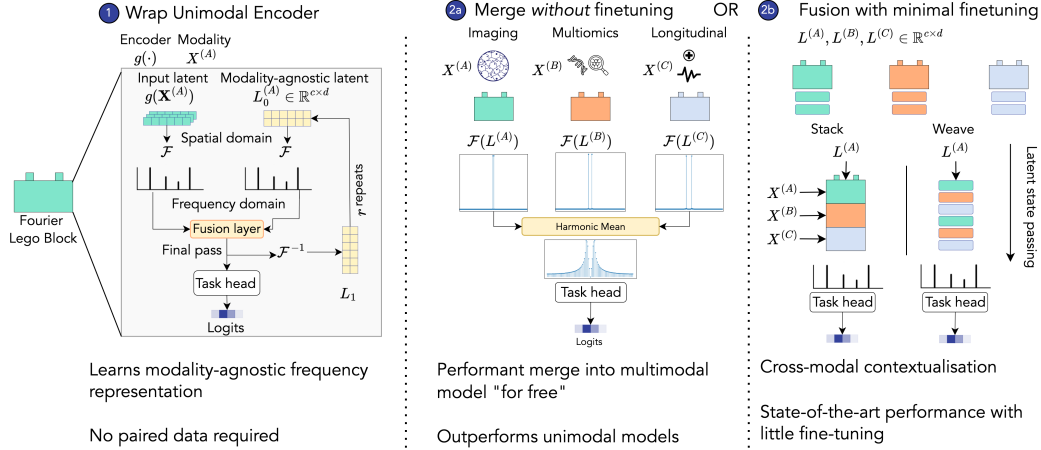 1 Wrap Unimodal Encoder
Encoder Modality
g(·) X^(A)
Input latent Modality-agnostic latent
g(𝐗^(A)) L_0^(A) ∈ ℝ^{c×d}
Spatial domain
ℱ ℱ
Frequency domain
Fusion layer
Final pass ℱ^{-1}
Task head
Logits
r repeats
L_1
Fourier
Lego Block
Learns modality-agnostic frequency
representation
No paired data required
2a Merge without finetuning OR
Imaging Multiomics Longitudinal
X^(A) X^(B) X^(C)
ℱ(L^(A)) ℱ(L^(B)) ℱ(L^(C))
Harmonic Mean
Task head
Logits
Performant merge into multimodal
model "for free"
Outperforms unimodal models
2b Fusion with minimal finetuning
L^(A), L^(B), L^(C) ∈ ℝ^{c×d}
Stack Weave
L^(A) L^(A)
X^(A)
X^(B)
X^(C)
Latent state passing
Task head Task head
Cross-modal contextualisation
State-of-the-art performance with
little fine-tuning